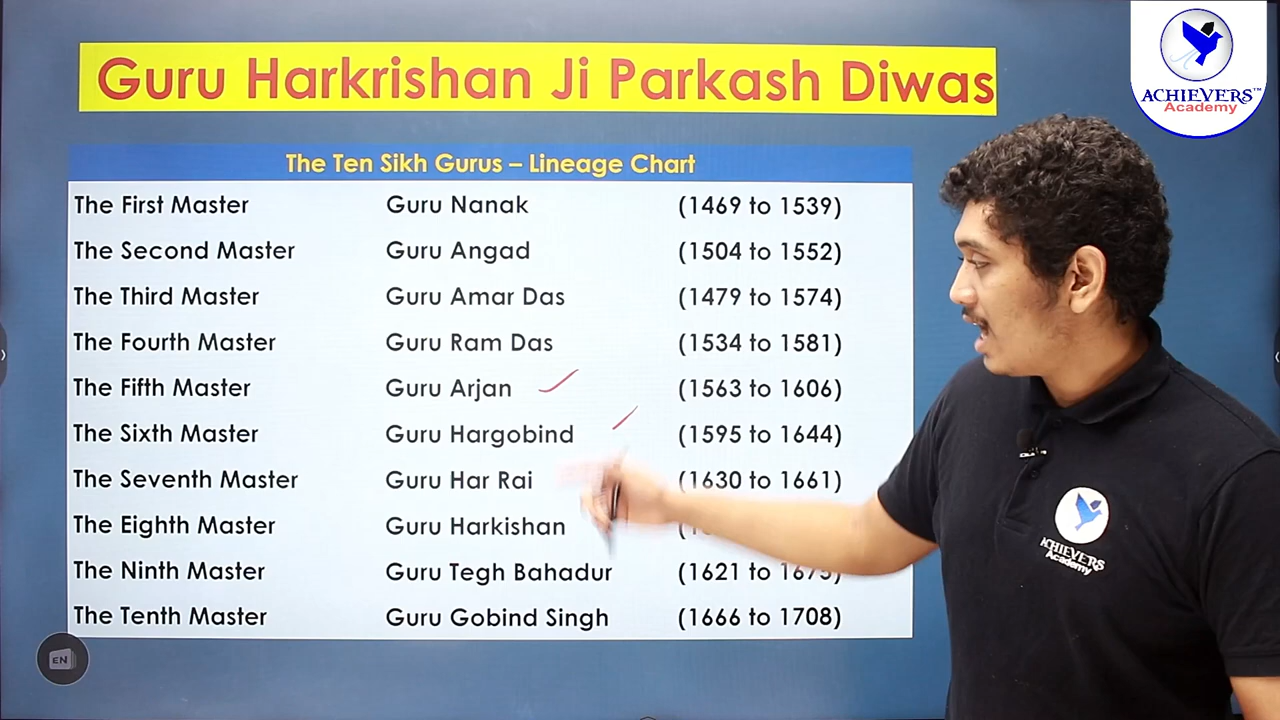 Guru Harkrishan Ji Parkash Diwas
ACHIEVERS™
Academy
The Ten Sikh Gurus – Lineage Chart
The First Master Guru Nanak (1469 to 1539)
The Second Master Guru Angad (1504 to 1552)
The Third Master Guru Amar Das (1479 to 1574)
The Fourth Master Guru Ram Das (1534 to 1581)
The Fifth Master Guru Arjan (1563 to 1606)
The Sixth Master Guru Hargobind (1595 to 1644)
The Seventh Master Guru Har Rai (1630 to 1661)
The Eighth Master Guru Harkishan
The Ninth Master Guru Tegh Bahadur (1621 to 1675)
The Tenth Master Guru Gobind Singh (1666 to 1708)
ACHIEVERS
Academy
EN